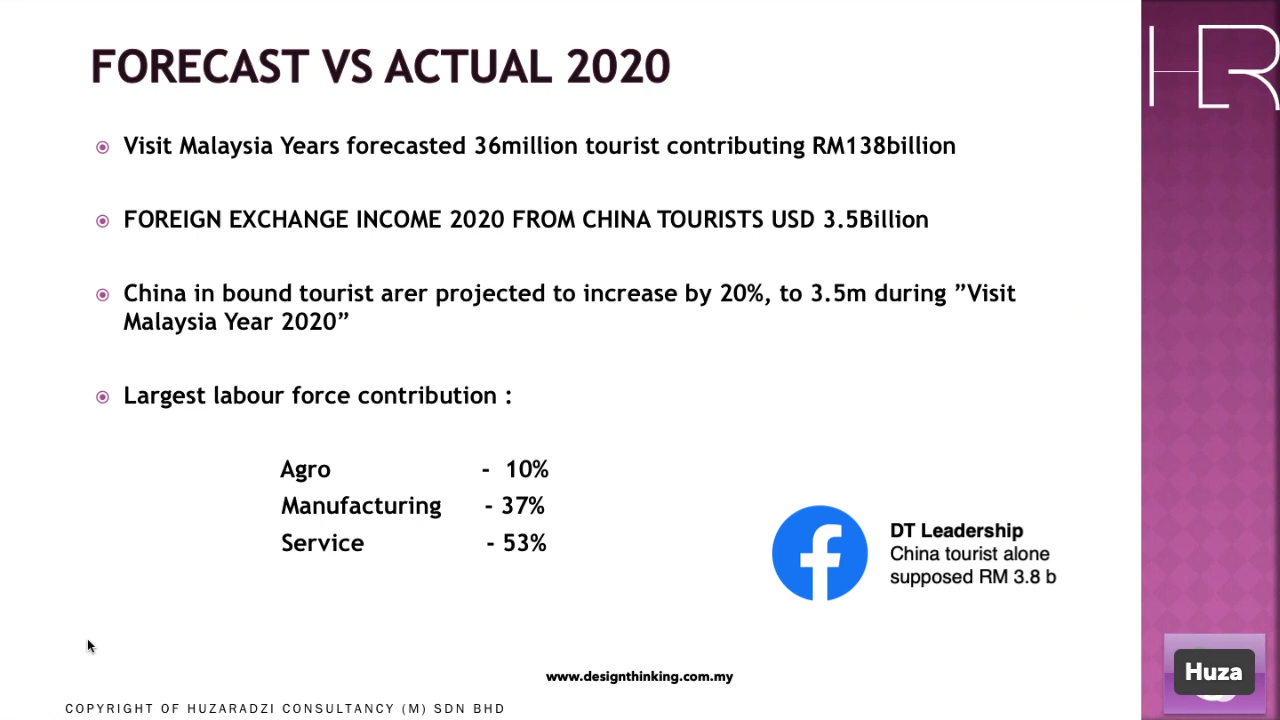 HR
FORECAST VS ACTUAL 2020
Visit Malaysia Years forecasted 36million tourist contributing RM138billion
FOREIGN EXCHANGE INCOME 2020 FROM CHINA TOURISTS USD 3.5Billion
China in bound tourist arer projected to increase by 20%, to 3.5m during ”Visit
Malaysia Year 2020”
Largest labour force contribution :
Agro - 10%
Manufacturing - 37%
Service - 53%
DT Leadership
China tourist alone
supposed RM 3.8 b
Huza
www.designthinking.com.my
COPYRIGHT OF HUZARADZI CONSULTANCY (M) SDN BHD